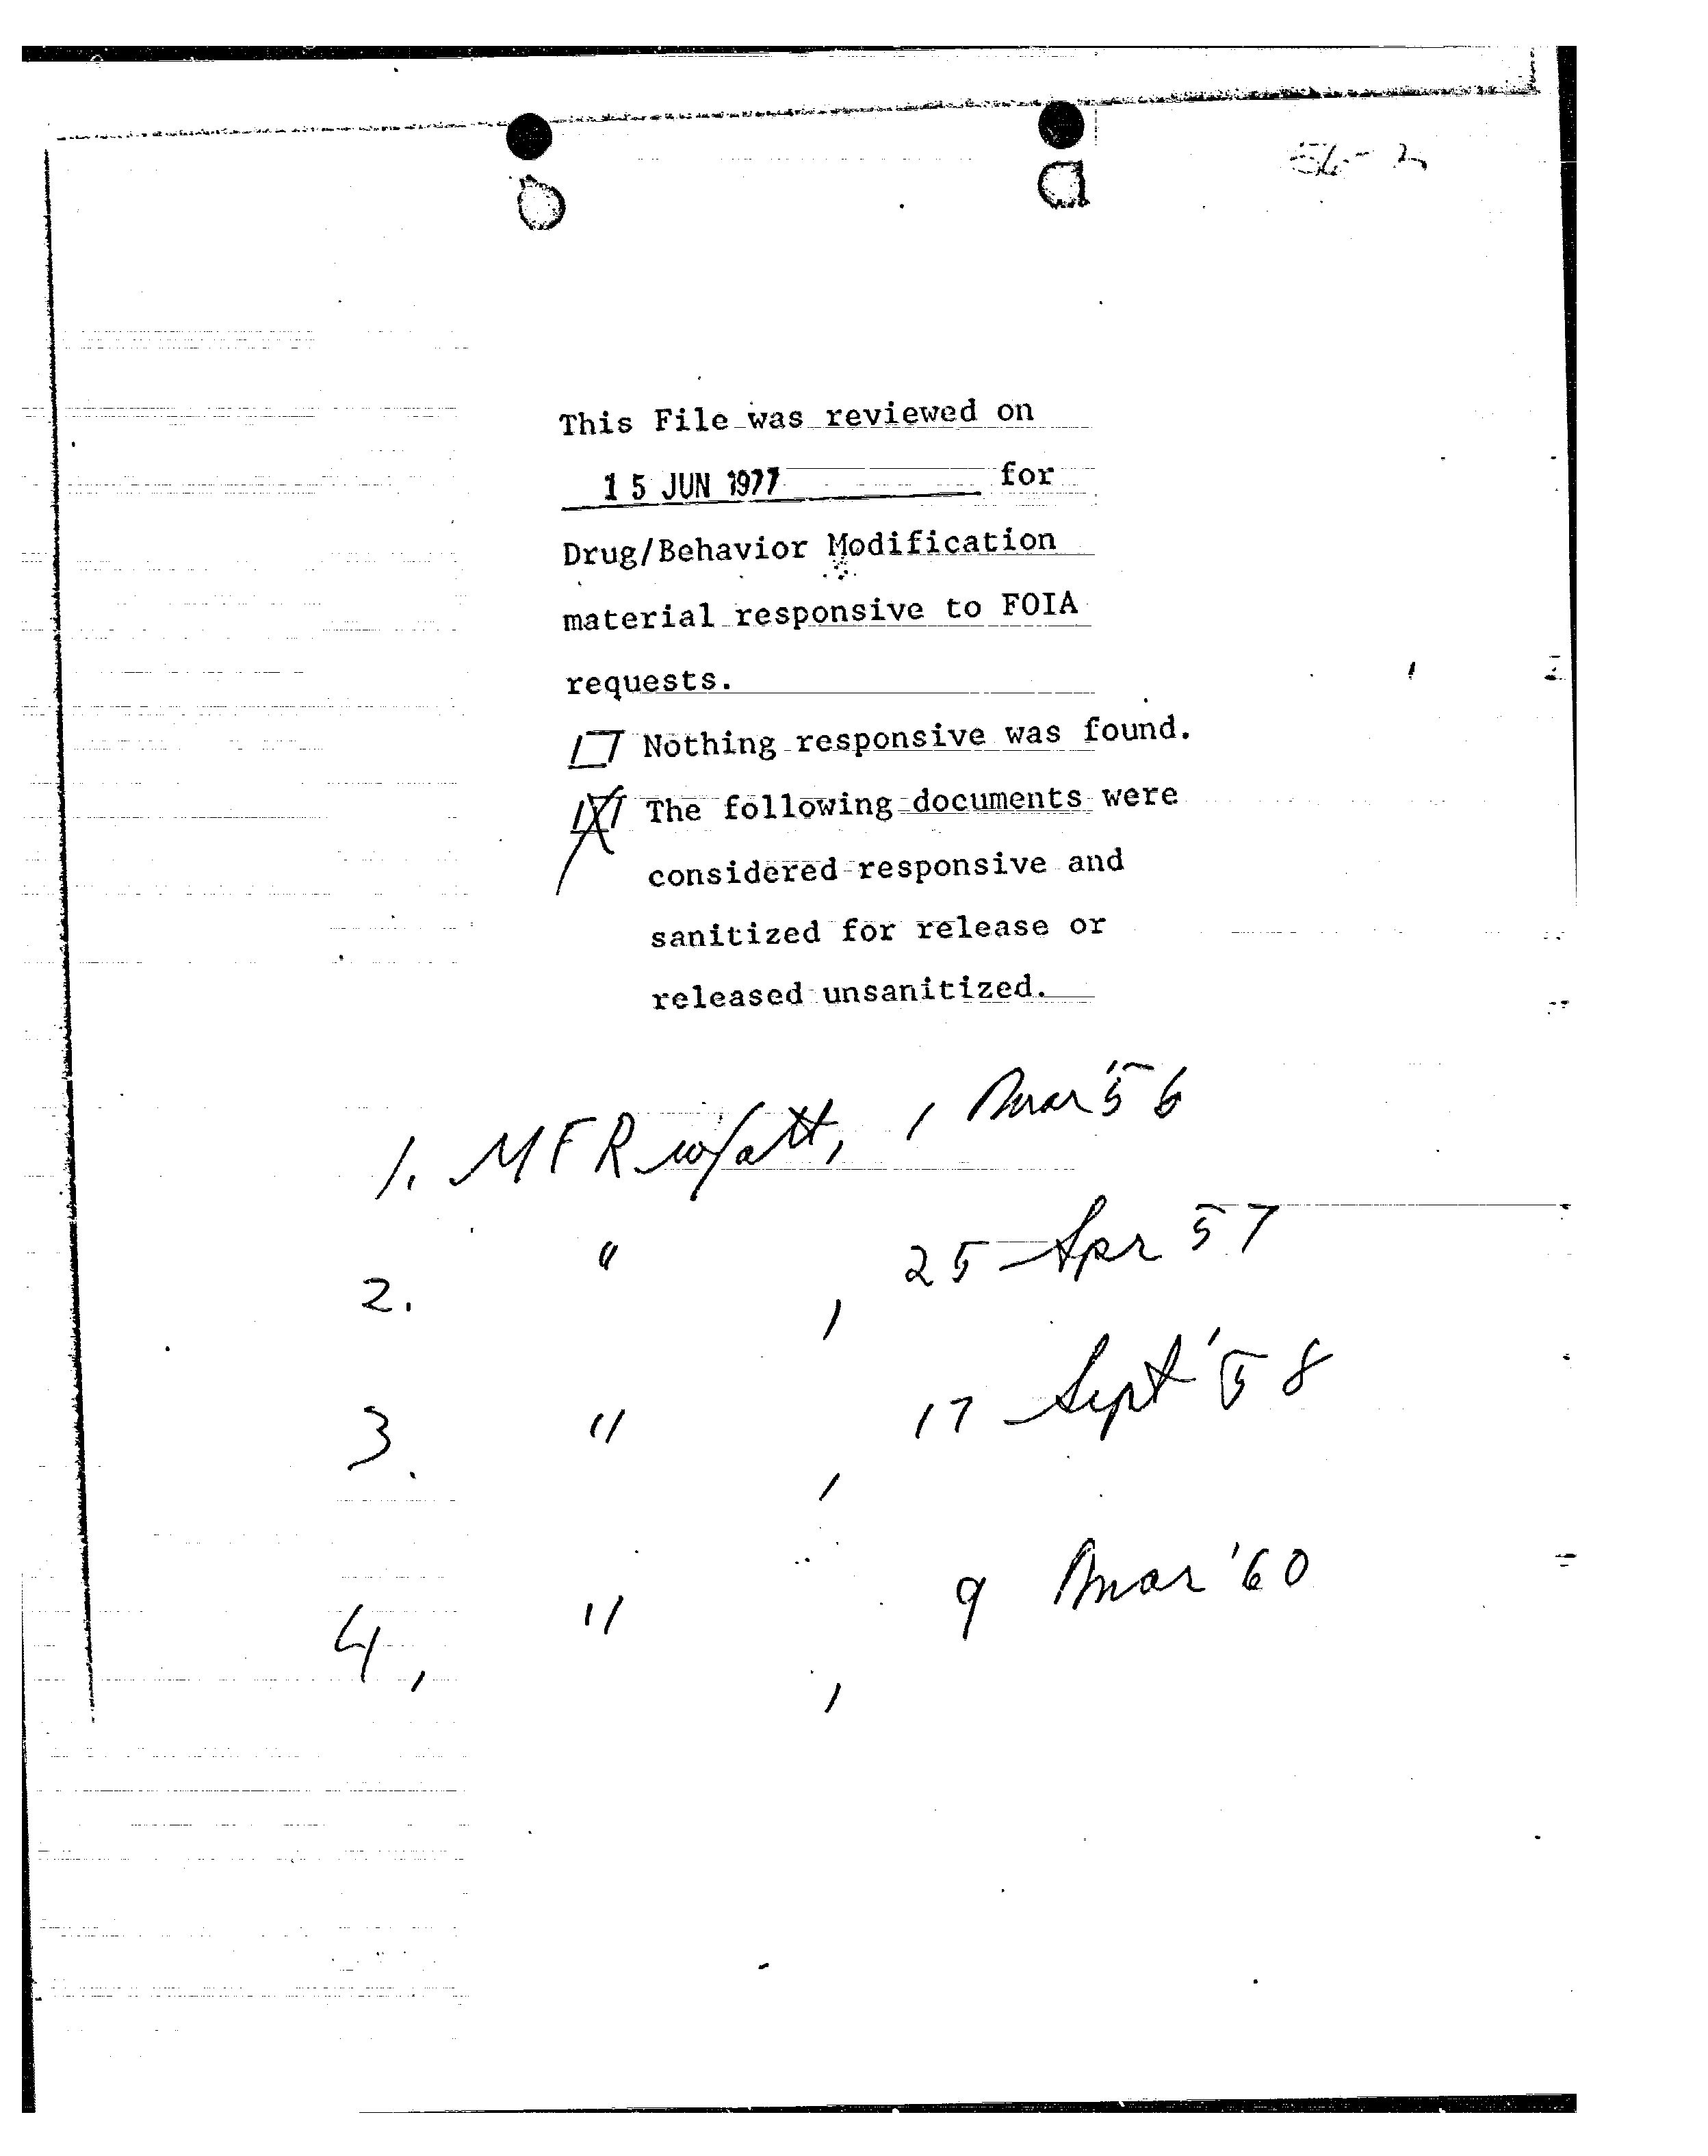 56-2
This File was reviewed on
15 JUN 1977 for
Drug/Behavior Modification
material responsive to FOIA
requests.
Nothing responsive was found.
X The following documents were
considered responsive and
sanitized for release or
released unsanitized.
1. MFR w/att, 1 Mar '56
2. " , 25 Apr 57
3. " , 17 Sept '58
4, " , 9 Mar '60